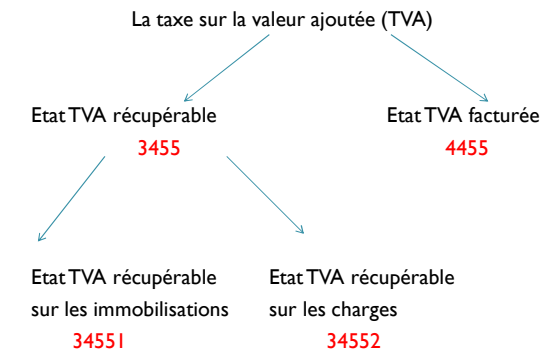 La taxe sur la valeur ajoutée (TVA)
Etat TVA récupérable
3455
Etat TVA facturée
4455
Etat TVA récupérable
sur les immobilisations
34551
Etat TVA récupérable
sur les charges
34552